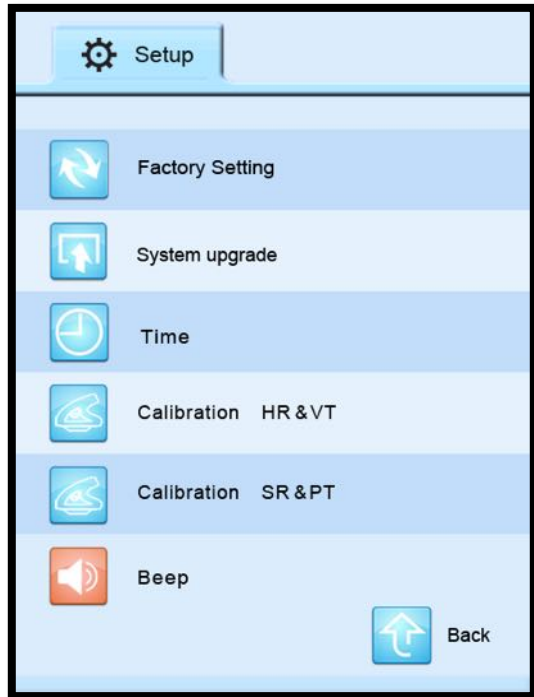 Setup
Factory Setting
System upgrade
Time
Calibration HR & VT
Calibration SR & PT
Beep
Back